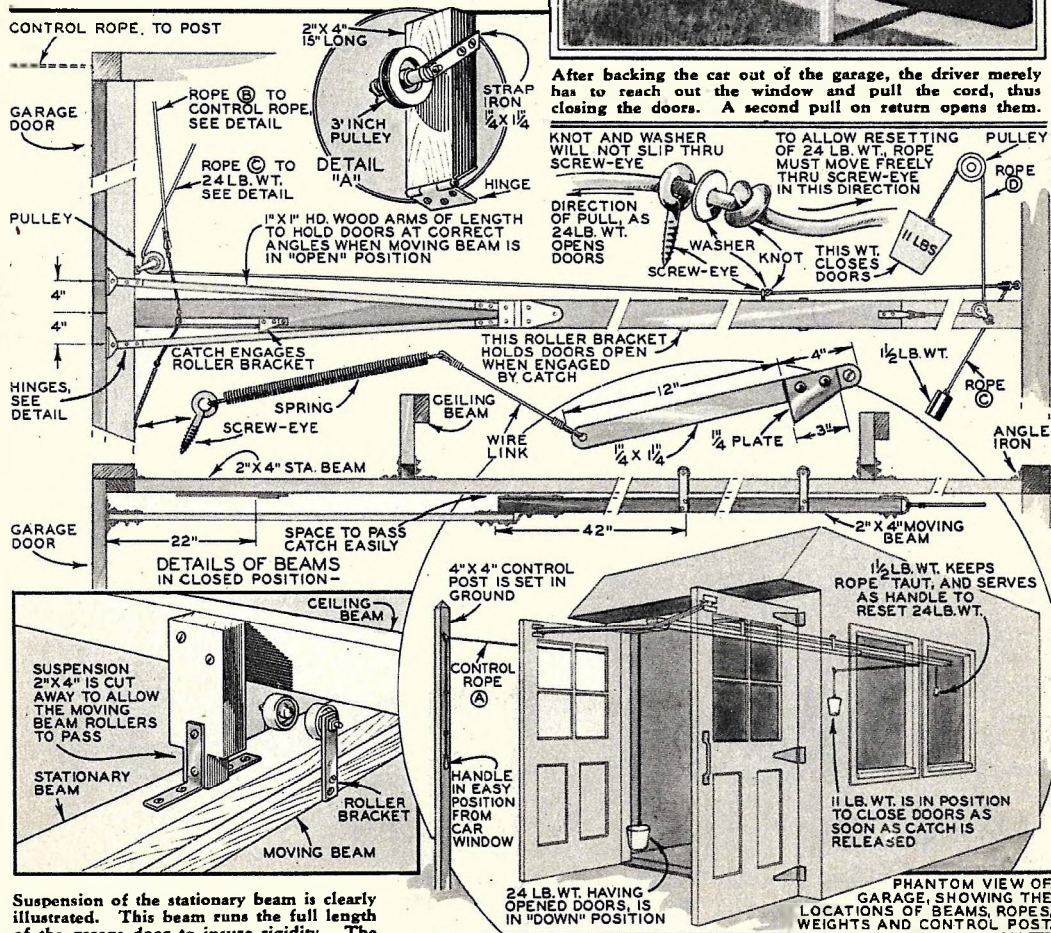 CONTROL ROPE, TO POST
GARAGE
DOOR
ROPE Ⓑ TO
CONTROL ROPE,
SEE DETAIL
ROPE Ⓒ TO
24 LB. WT.
SEE DETAIL
PULLEY
2"X 4"
15" LONG
3' INCH
PULLEY
DETAIL
"A"
STRAP
IRON
1/4 X 1 1/4
HINGE
After backing the car out of the garage, the driver merely
has to reach out the window and pull the cord, thus
closing the doors. A second pull on return opens them.
KNOT AND WASHER
WILL NOT SLIP THRU
SCREW-EYE
TO ALLOW RESETTING
OF 24 LB. WT., ROPE
MUST MOVE FREELY
THRU SCREW-EYE
IN THIS DIRECTION
PULLEY
ROPE
Ⓓ
DIRECTION
OF PULL, AS
24 LB. WT.
OPENS
DOORS
WASHER
SCREW-EYE
KNOT
THIS WT.
CLOSES
DOORS
11 LBS
1"X 1" HD. WOOD ARMS OF LENGTH
TO HOLD DOORS AT CORRECT
ANGLES WHEN MOVING BEAM IS
IN "OPEN" POSITION
4"
4"
HINGES,
SEE
DETAIL
CATCH ENGAGES
ROLLER BRACKET
THIS ROLLER BRACKET
HOLDS DOORS OPEN
WHEN ENGAGED
BY CATCH
1 1/2 LB. WT.
ROPE
Ⓒ
SPRING
SCREW-EYE
CEILING
BEAM
WIRE
LINK
12"
4"
1/4 X 1 1/4
1/4 PLATE
3"
ANGLE
IRON
2"X 4" STA. BEAM
GARAGE
DOOR
22"
SPACE TO PASS
CATCH EASILY
42"
2"X 4" MOVING
BEAM
DETAILS OF BEAMS
IN CLOSED POSITION-
CEILING
BEAM
SUSPENSION
2"X 4" IS CUT
AWAY TO ALLOW
THE MOVING
BEAM ROLLERS
TO PASS
STATIONARY
BEAM
ROLLER
BRACKET
MOVING BEAM
4"X 4" CONTROL
POST IS SET IN
GROUND
CONTROL
ROPE
Ⓐ
HANDLE
IN EASY
POSITION
FROM
CAR
WINDOW
1 1/2 LB. WT. KEEPS
ROPE TAUT, AND SERVES
AS HANDLE TO
RESET 24 LB. WT.
11 LB. WT. IS IN POSITION
TO CLOSE DOORS AS
SOON AS CATCH IS
RELEASED
24 LB. WT. HAVING
OPENED DOORS, IS
IN "DOWN" POSITION
PHANTOM VIEW OF
GARAGE, SHOWING THE
LOCATIONS OF BEAMS, ROPES,
WEIGHTS AND CONTROL POST
Suspension of the stationary beam is clearly
illustrated. This beam runs the full length
of the garage door to insure rigidity. The